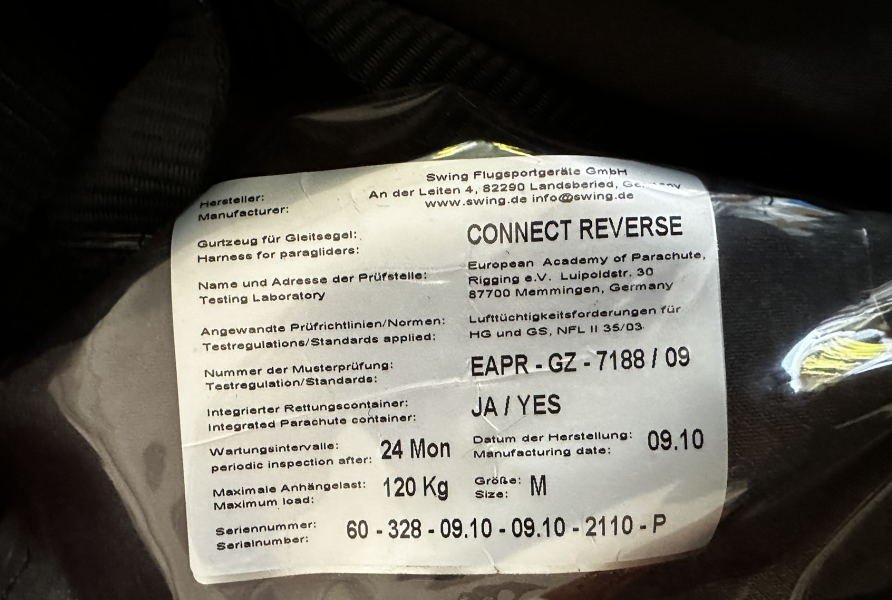 Hersteller:
Manufacturer:
Swing Flugsportgeräte GmbH
An der Leiten 4, 82290 Landsberied, Germany
www.swing.de info@swing.de
Gurtzeug für Gleitsegel:
Harness for paragliders:
CONNECT REVERSE
Name und Adresse der Prüfstelle:
Testing Laboratory
European Academy of Parachute,
Rigging e.V. Luipoldstr. 30
87700 Memmingen, Germany
Angewandte Prüfrichtlinien/Normen:
Testregulations/Standards applied:
Lufttüchtigkeitsforderungen für
HG und GS, NFL II 35/03
Nummer der Musterprüfung:
Testregulation/Standards:
EAPR - GZ - 7188 / 09
Integrierter Rettungscontainer:
Integrated Parachute container:
JA / YES
Wartungsintervalle:
periodic inspection after:
24 Mon
Datum der Herstellung:
Manufacturing date:
09.10
Maximale Anhängelast:
Maximum load:
120 Kg
Größe:
Size:
M
Seriennummer:
Serialnumber:
60 - 328 - 09.10 - 09.10 - 2110 - P